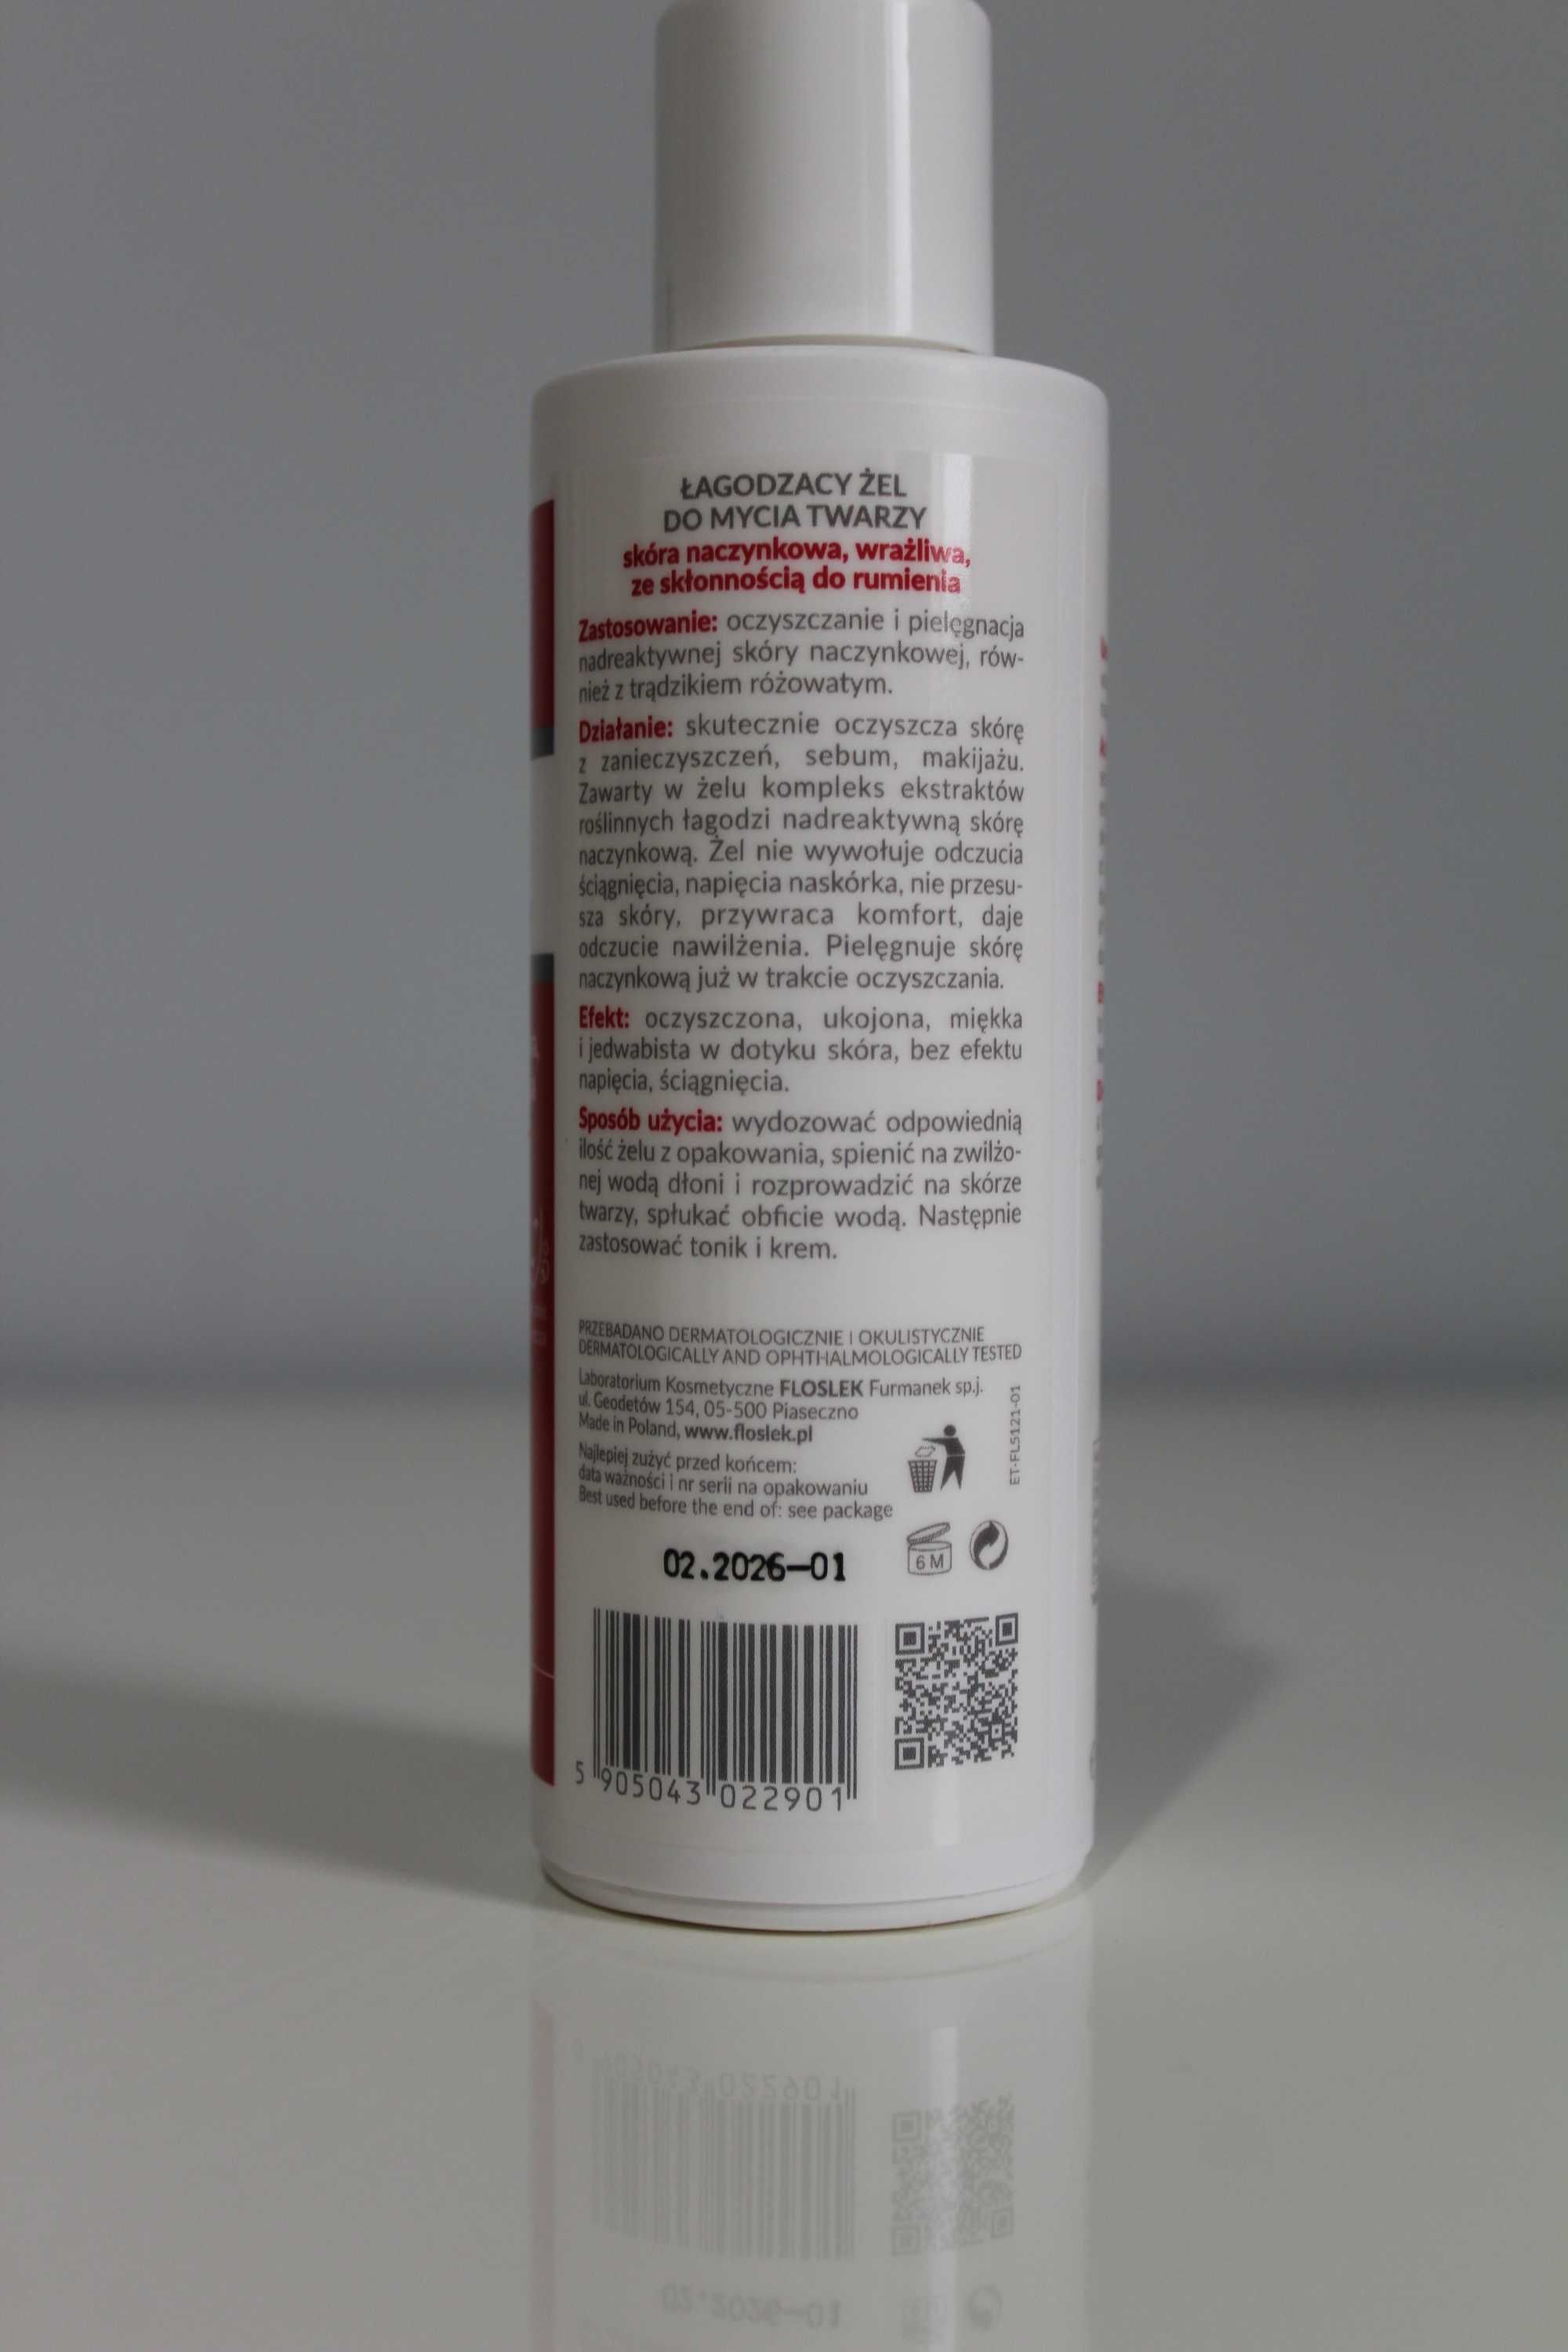 ŁAGODZACY ŻEL
DO MYCIA TWARZY
skóra naczynkowa, wrażliwa,
ze skłonnością do rumienia
Zastosowanie: oczyszczanie i pielęgnacja
nadreaktywnej skóry naczynkowej, rów-
nież z trądzikiem różowatym.
Działanie: skutecznie oczyszcza skórę
z zanieczyszczeń, sebum, makijażu.
Zawarty w żelu kompleks ekstraktów
roślinnych łagodzi nadreaktywną skórę
naczynkową. Żel nie wywołuje odczucia
ściągnięcia, napięcia naskórka, nie przesu-
sza skóry, przywraca komfort, daje
odczucie nawilżenia. Pielęgnuje skórę
naczynkową już w trakcie oczyszczania.
Efekt: oczyszczona, ukojona, miękka
i jedwabista w dotyku skóra, bez efektu
napięcia, ściągnięcia.
Sposób użycia: wydozować odpowiednią
ilość żelu z opakowania, spienić na zwilżo-
nej wodą dłoni i rozprowadzić na skórze
twarzy, spłukać obficie wodą. Następnie
zastosować tonik i krem.
PRZEBADANO DERMATOLOGICZNIE I OKULISTYCZNIE
DERMATOLOGICALLY AND OPHTHALMOLOGICALLY TESTED
Laboratorium Kosmetyczne FLOSLEK Furmanek sp.j.
ul. Geodetów 154, 05-500 Piaseczno
Made in Poland, www.floslek.pl
Najlepiej zużyć przed końcem:
data ważności i nr serii na opakowaniu
Best used before the end of: see package
ET-FL5121-01
6 M
02.2026-01
5 905043 022901